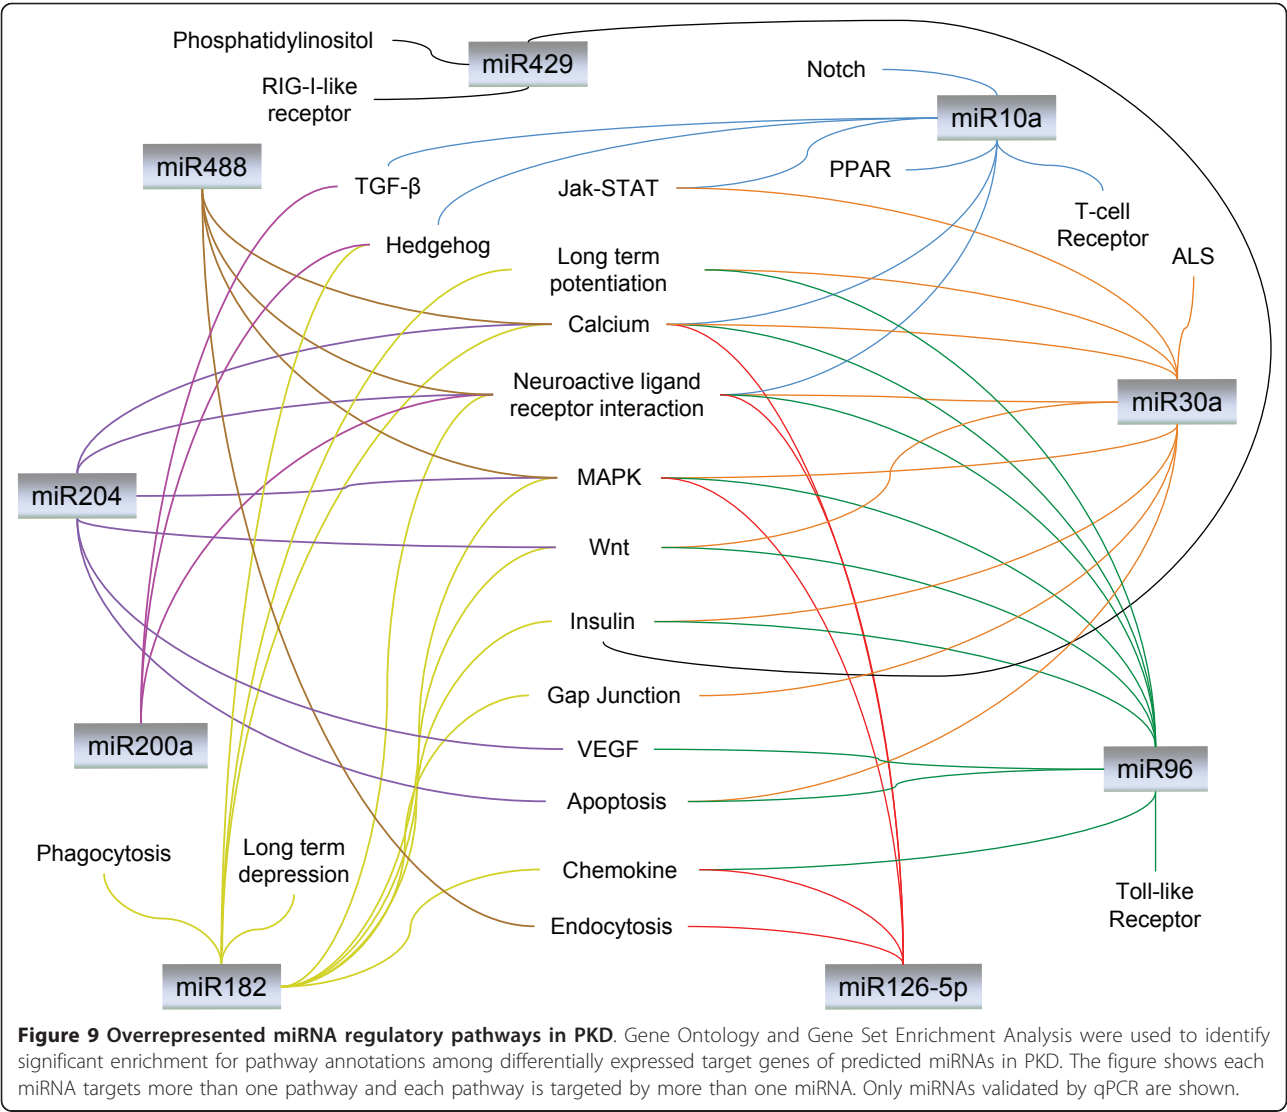 Phosphatidylinositol
miR429
RIG-I-like
receptor
Notch
miR10a
miR488
TGF-β
Jak-STAT
PPAR
T-cell
Receptor
Hedgehog
Long term
potentiation
ALS
Calcium
Neuroactive ligand
receptor interaction
miR30a
MAPK
miR204
Wnt
Insulin
Gap Junction
miR200a
VEGF
miR96
Apoptosis
Phagocytosis
Long term
depression
Chemokine
Toll-like
Receptor
Endocytosis
miR182
miR126-5p
Figure 9 Overrepresented miRNA regulatory pathways in PKD. Gene Ontology and Gene Set Enrichment Analysis were used to identify
significant enrichment for pathway annotations among differentially expressed target genes of predicted miRNAs in PKD. The figure shows each
miRNA targets more than one pathway and each pathway is targeted by more than one miRNA. Only miRNAs validated by qPCR are shown.